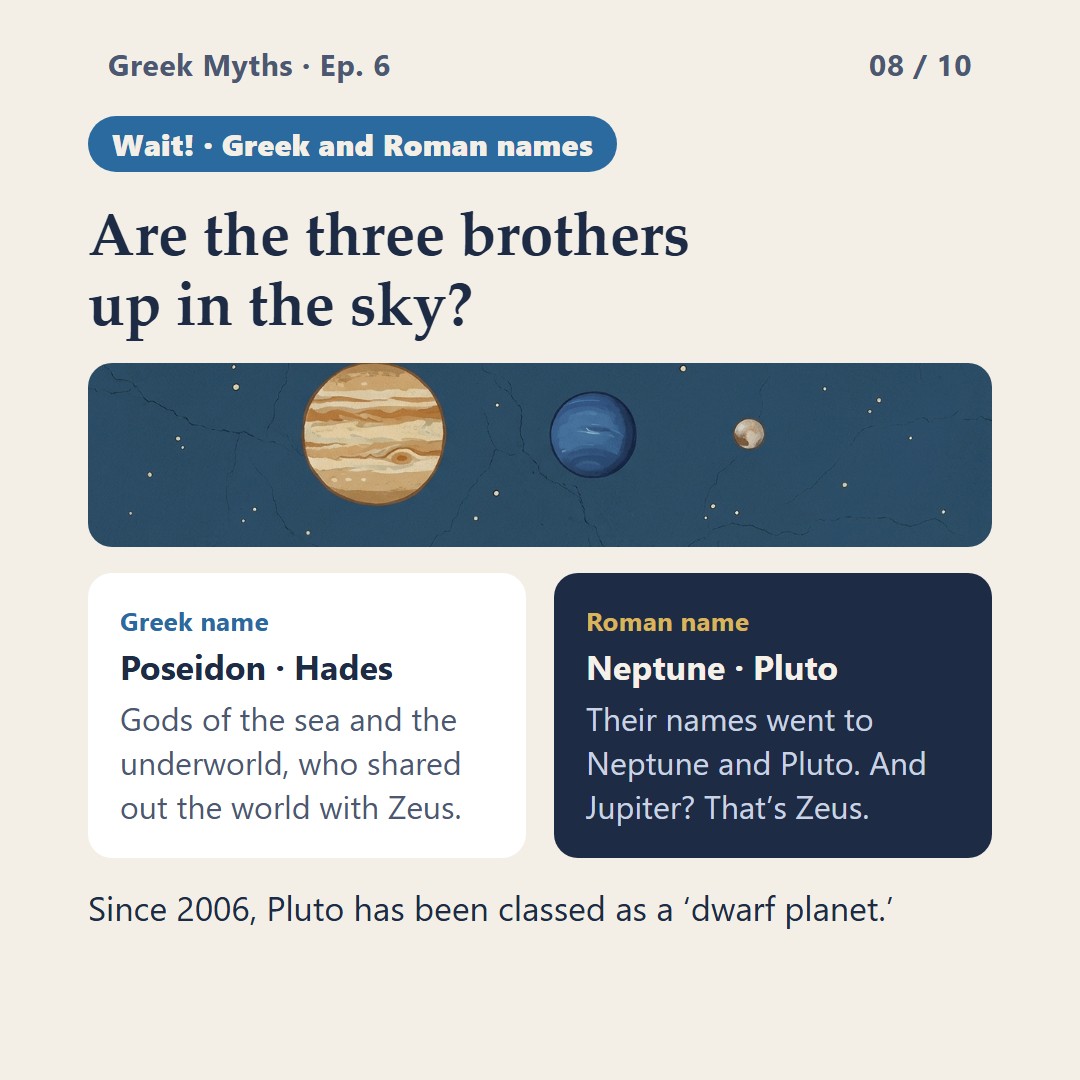 Greek Myths · Ep. 6
08 / 10
Wait! · Greek and Roman names
Are the three brothers
up in the sky?
Greek name
Poseidon · Hades
Gods of the sea and the
underworld, who shared
out the world with Zeus.
Roman name
Neptune · Pluto
Their names went to
Neptune and Pluto. And
Jupiter? That’s Zeus.
Since 2006, Pluto has been classed as a ‘dwarf planet.’